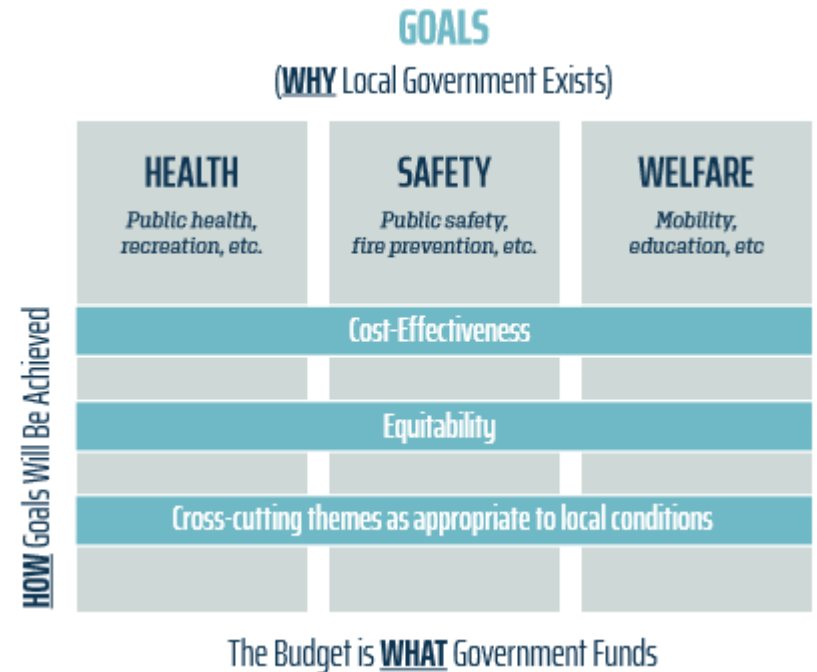 GOALS
(WHY Local Government Exists)
HEALTH
Public health,
recreation, etc.
SAFETY
Public safety,
fire prevention, etc.
WELFARE
Mobility,
education, etc
HOW Goals Will Be Achieved
Cost-Effectiveness
Equitability
Cross-cutting themes as appropriate to local conditions
The Budget is WHAT Government Funds